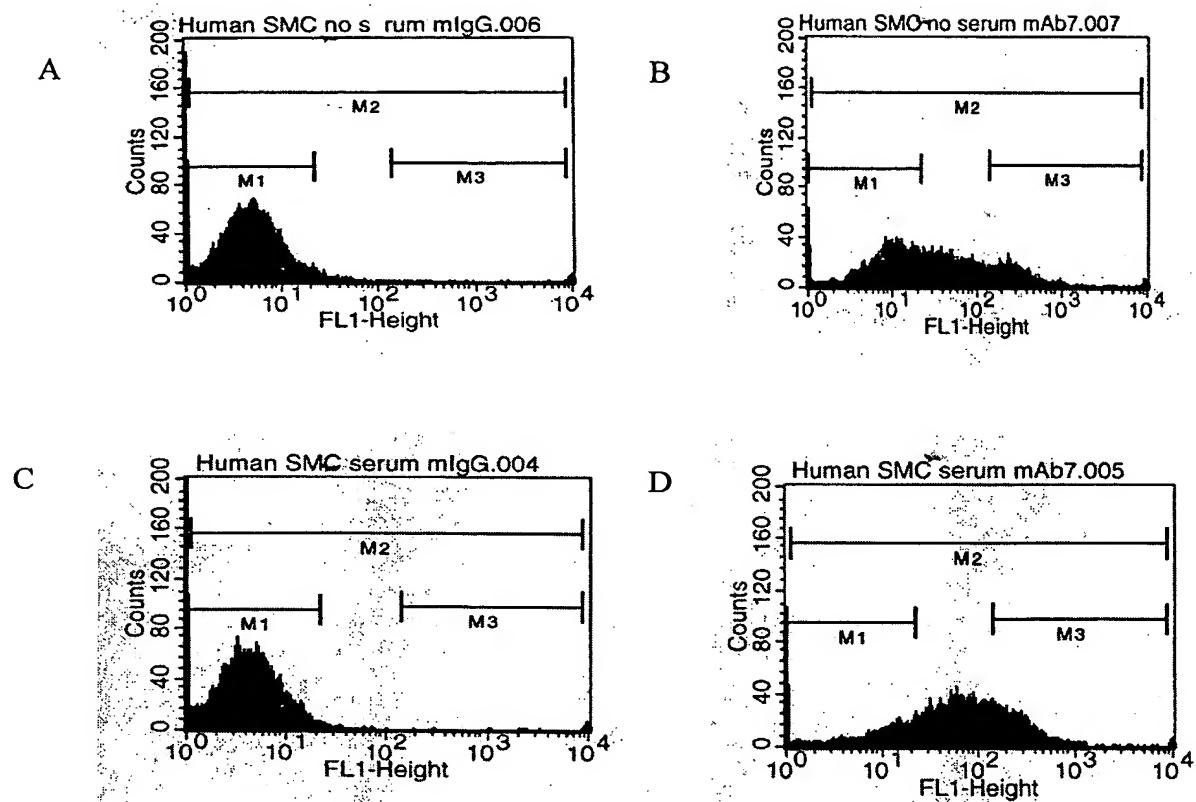 A
Human SMC no s rum mIgG.006
200
160
120
80
40
0
Counts
M2
M1
M3
10^0 10^1 10^2 10^3 10^4
FL1-Height
B
Human SMC no serum mAb7.007
200
160
120
80
40
0
Counts
M2
M1
M3
10^0 10^1 10^2 10^3 10^4
FL1-Height
C
Human SMC serum mIgG.004
200
160
120
80
40
0
Counts
M2
M1
M3
10^0 10^1 10^2 10^3 10^4
FL1-Height
D
Human SMC serum mAb7.005
200
160
120
80
40
0
Counts
M2
M1
M3
10^0 10^1 10^2 10^3 10^4
FL1-Height